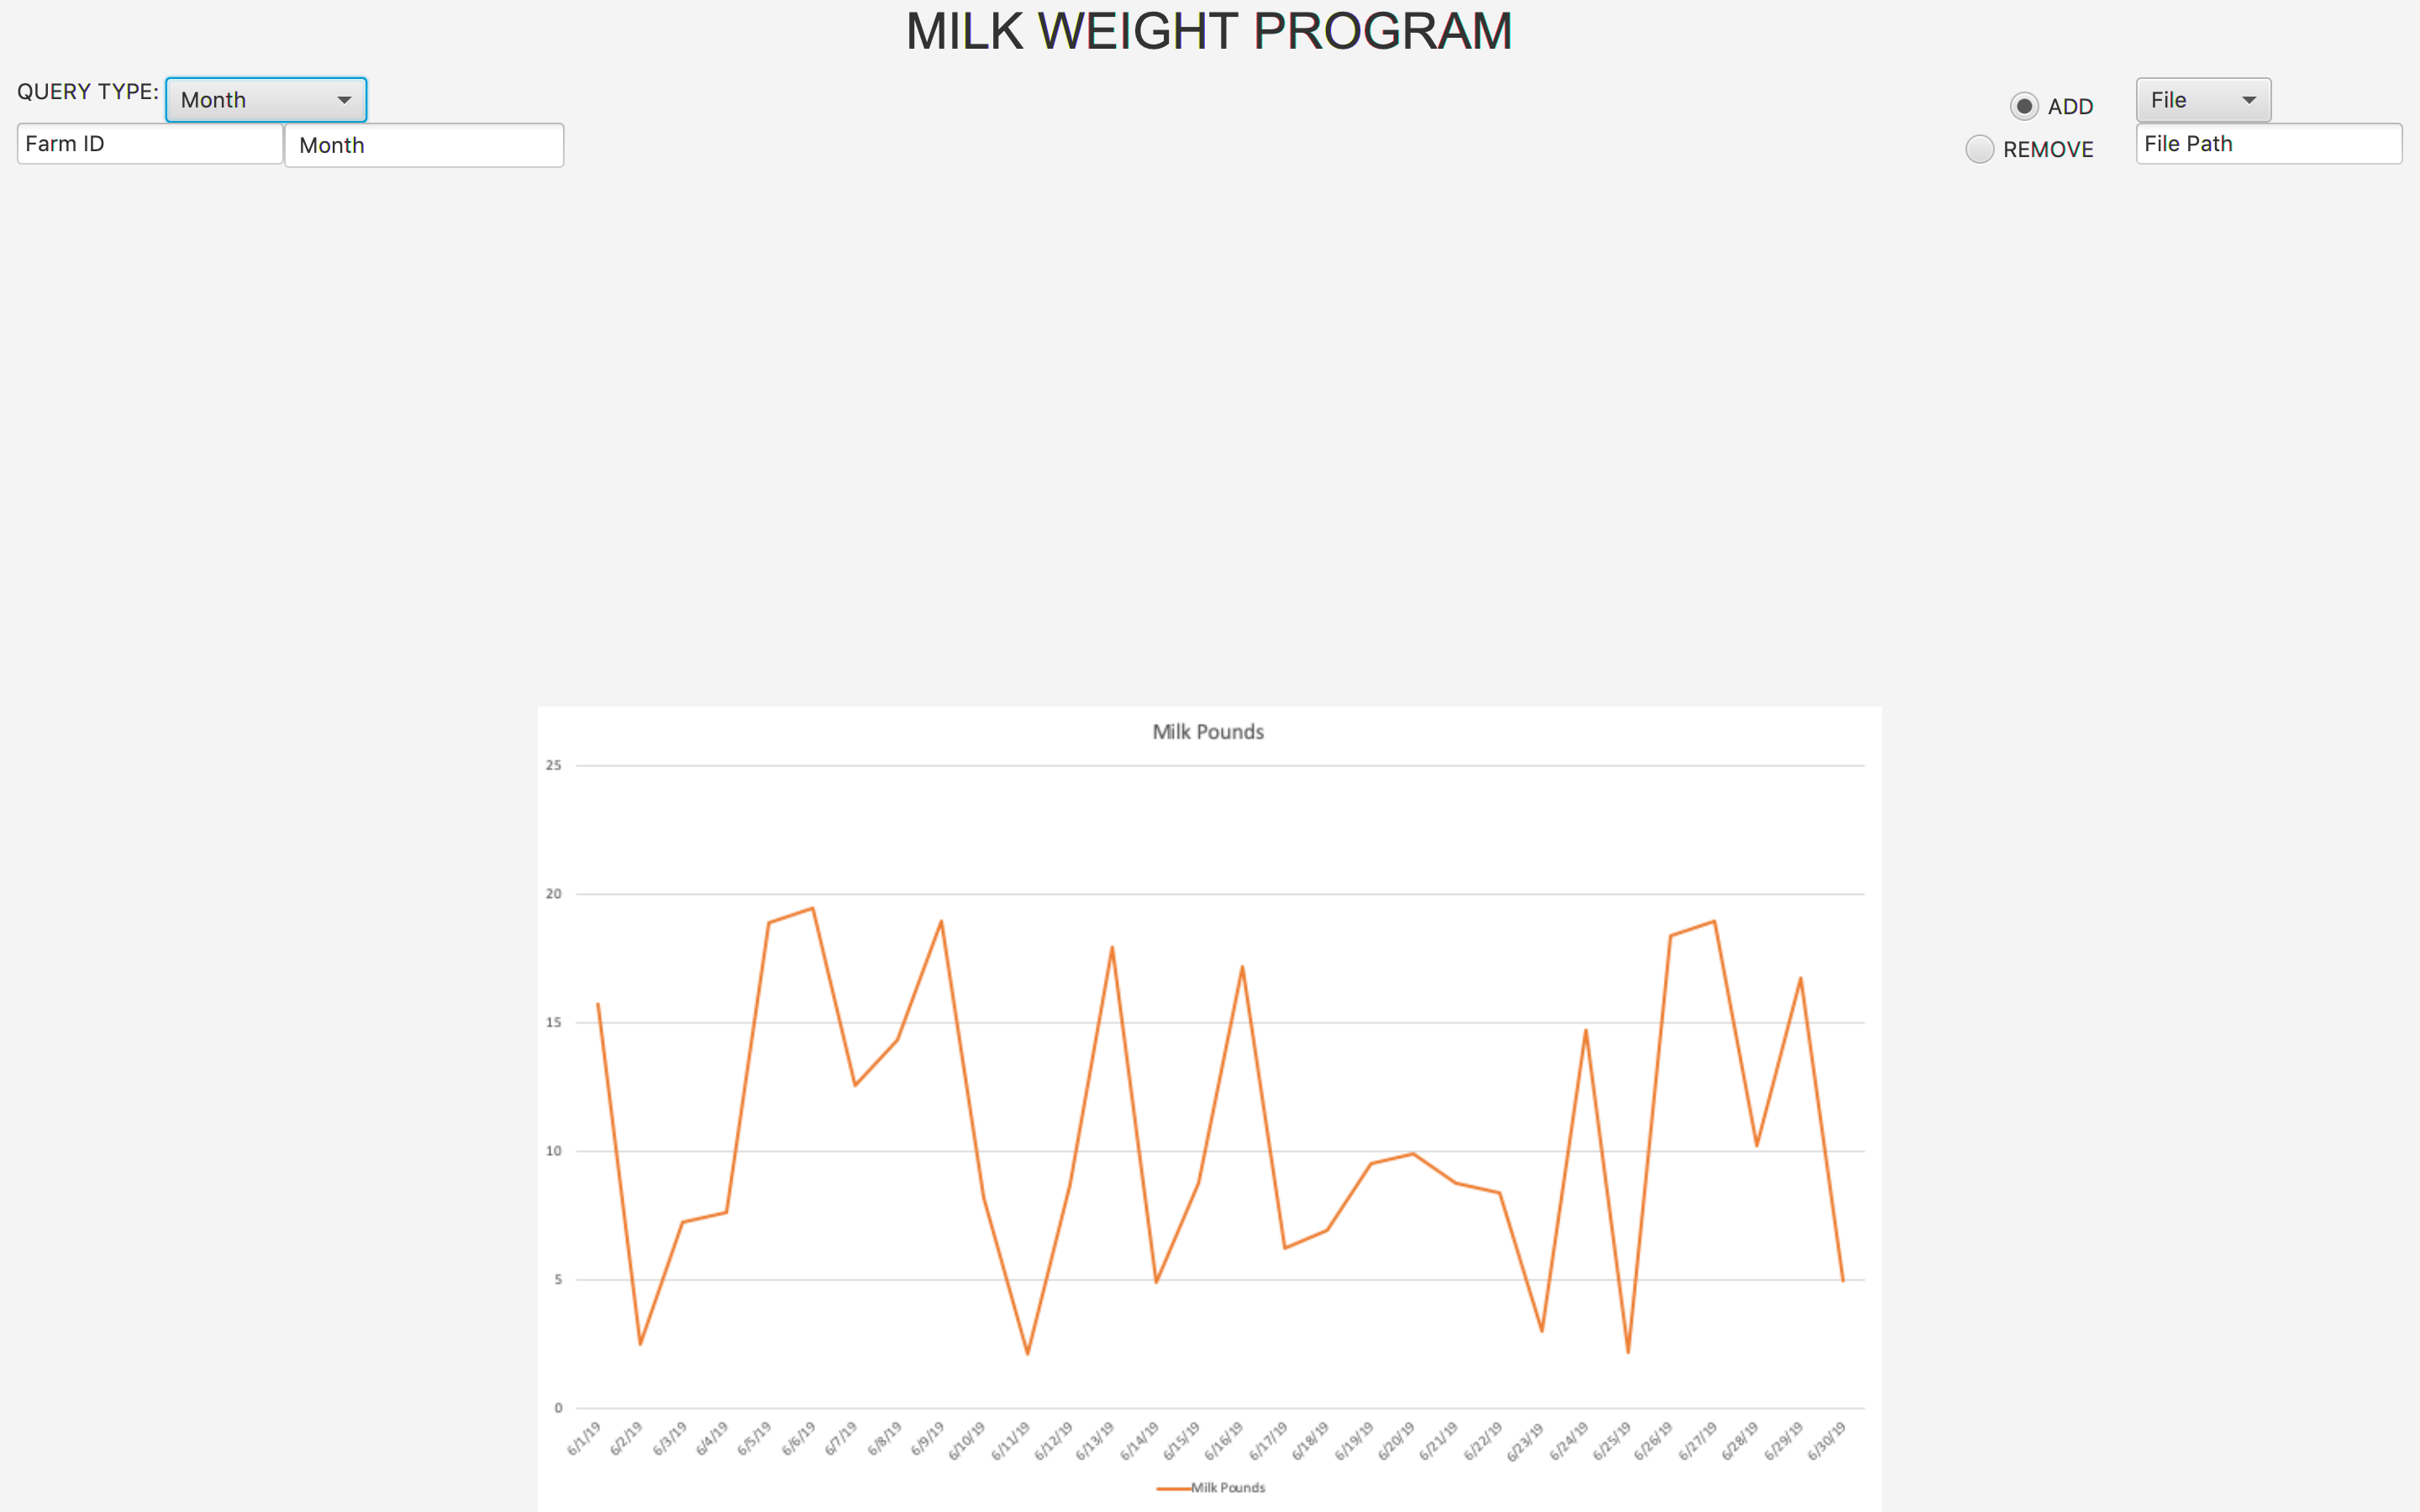 MILK WEIGHT PROGRAM
QUERY TYPE: Month
Farm ID Month
ADD File
REMOVE File Path
Milk Pounds
25
20
15
10
5
0
6/1/19 6/2/19 6/3/19 6/4/19 6/5/19 6/6/19 6/7/19 6/8/19 6/9/19 6/10/19 6/11/19 6/12/19 6/13/19 6/14/19 6/15/19 6/16/19 6/17/19 6/18/19 6/19/19 6/20/19 6/21/19 6/22/19 6/23/19 6/24/19 6/25/19 6/26/19 6/27/19 6/28/19 6/29/19 6/30/19
Milk Pounds